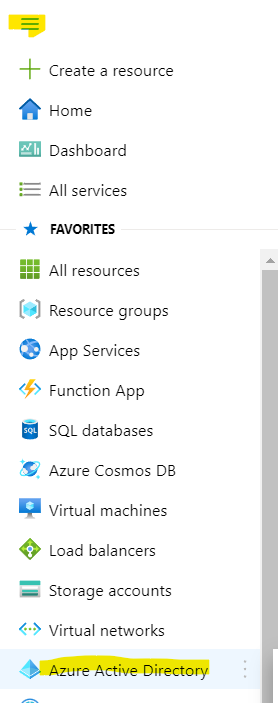 Create a resource
Home
Dashboard
All services
FAVORITES
All resources
Resource groups
App Services
Function App
SQL databases
Azure Cosmos DB
Virtual machines
Load balancers
Storage accounts
Virtual networks
Azure Active Directory